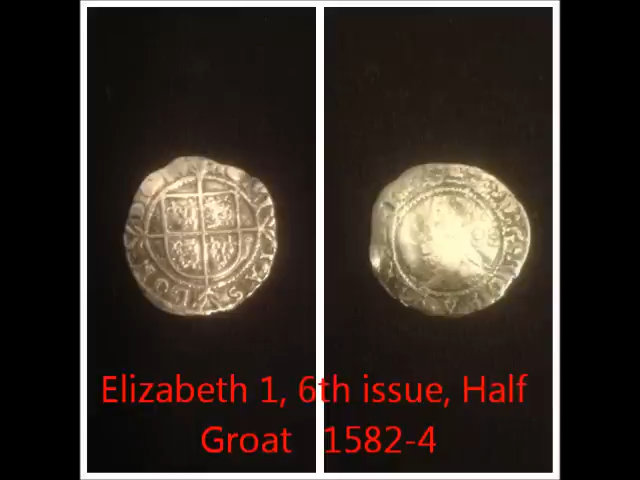 Elizabeth 1, 6th issue, Half
Groat 1582-4